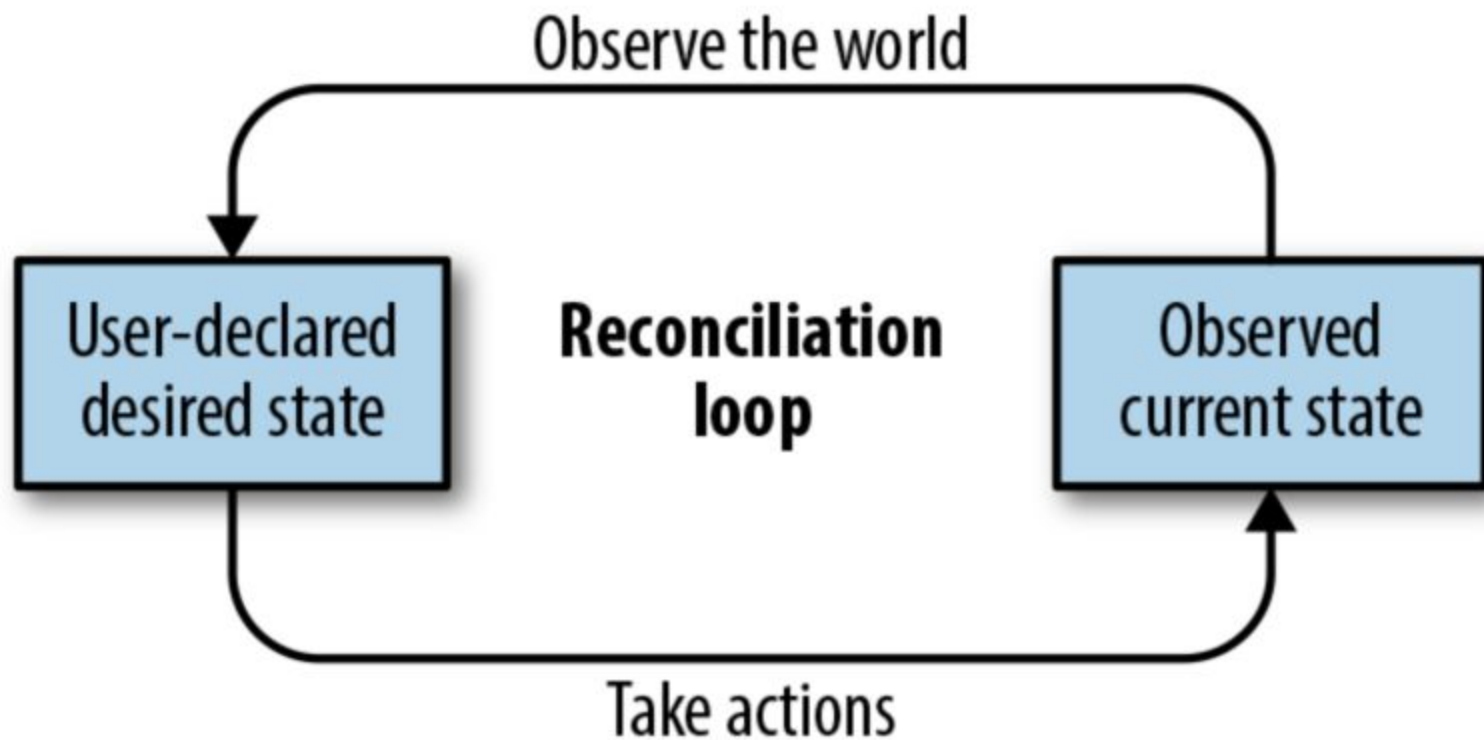 Observe the world
User-declared
desired state
Reconciliation
loop
Observed
current state
Take actions